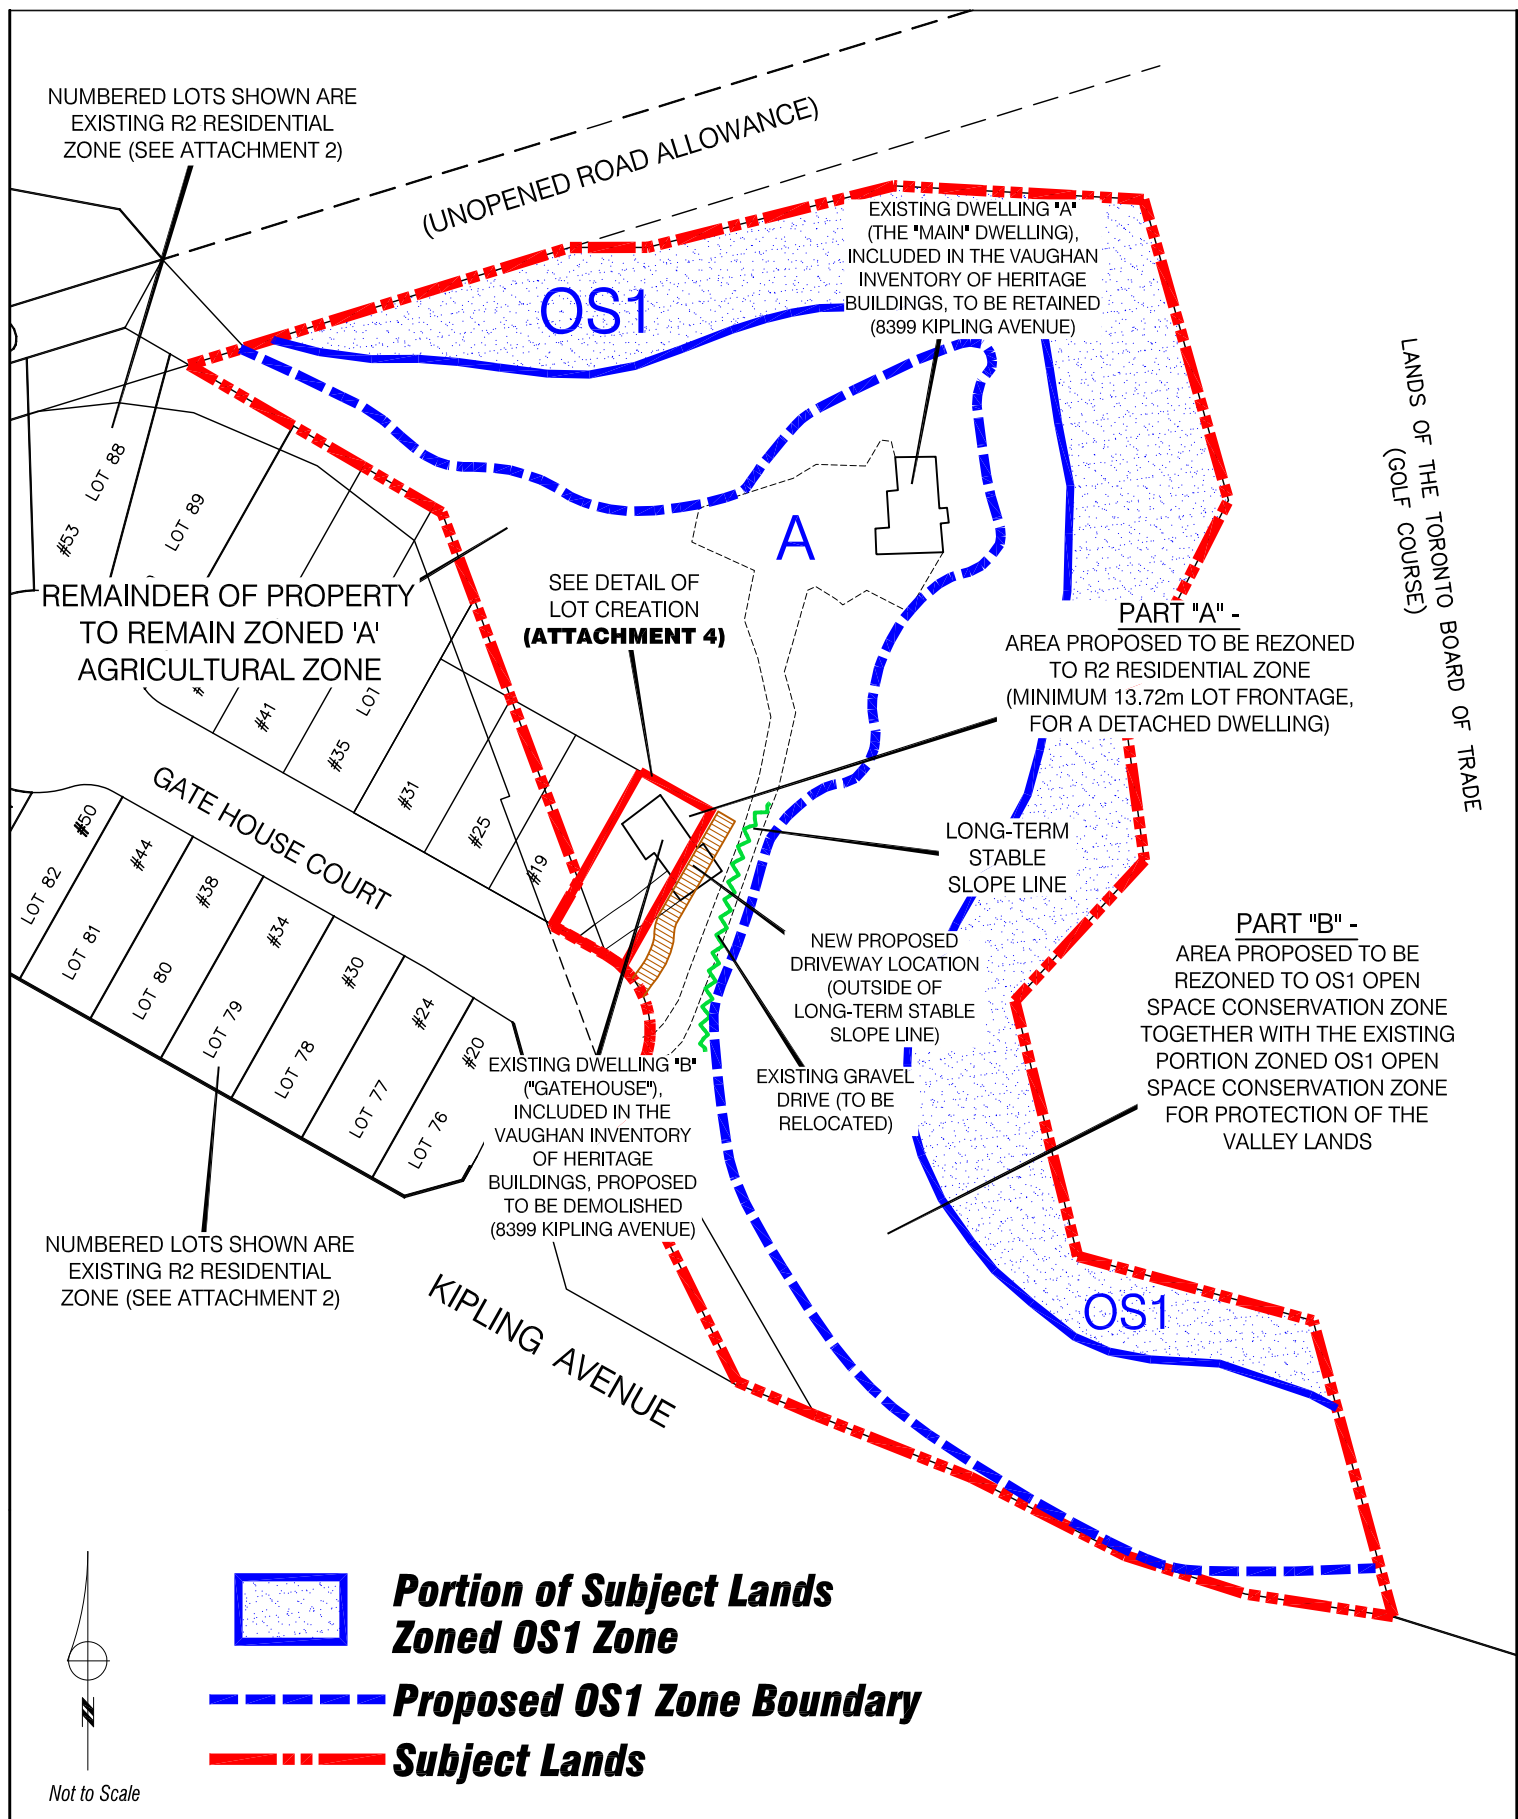 NUMBERED LOTS SHOWN ARE
EXISTING R2 RESIDENTIAL
ZONE (SEE ATTACHMENT 2)
(UNOPENED ROAD ALLOWANCE)
EXISTING DWELLING "A"
(THE "MAIN" DWELLING),
INCLUDED IN THE VAUGHAN
INVENTORY OF HERITAGE
BUILDINGS, TO BE RETAINED
(8399 KIPLING AVENUE)
OS1
LANDS OF THE TORONTO BOARD OF TRADE
(GOLF COURSE)
LOT 88
#53
LOT 89
A
REMAINDER OF PROPERTY
TO REMAIN ZONED 'A'
AGRICULTURAL ZONE
SEE DETAIL OF
LOT CREATION
(ATTACHMENT 4)
PART "A" -
AREA PROPOSED TO BE REZONED
TO R2 RESIDENTIAL ZONE
(MINIMUM 13.72m LOT FRONTAGE,
FOR A DETACHED DWELLING)
#41
LOT
#35
#31
#25
#19
GATE HOUSE COURT
#50
LOT 82
#44
LOT 81
#38
LOT 80
#34
LOT 79
#30
LOT 78
#24
LOT 77
#20
LOT 76
LONG-TERM
STABLE
SLOPE LINE
NEW PROPOSED
DRIVEWAY LOCATION
(OUTSIDE OF
LONG-TERM STABLE
SLOPE LINE)
PART "B" -
AREA PROPOSED TO BE
REZONED TO OS1 OPEN
SPACE CONSERVATION ZONE
TOGETHER WITH THE EXISTING
PORTION ZONED OS1 OPEN
SPACE CONSERVATION ZONE
FOR PROTECTION OF THE
VALLEY LANDS
EXISTING GRAVEL
DRIVE (TO BE
RELOCATED)
EXISTING DWELLING "B"
("GATEHOUSE"),
INCLUDED IN THE
VAUGHAN INVENTORY
OF HERITAGE
BUILDINGS, PROPOSED
TO BE DEMOLISHED
(8399 KIPLING AVENUE)
NUMBERED LOTS SHOWN ARE
EXISTING R2 RESIDENTIAL
ZONE (SEE ATTACHMENT 2)
KIPLING AVENUE
OS1
Portion of Subject Lands
Zoned OS1 Zone
Proposed OS1 Zone Boundary
Subject Lands
N
Not to Scale